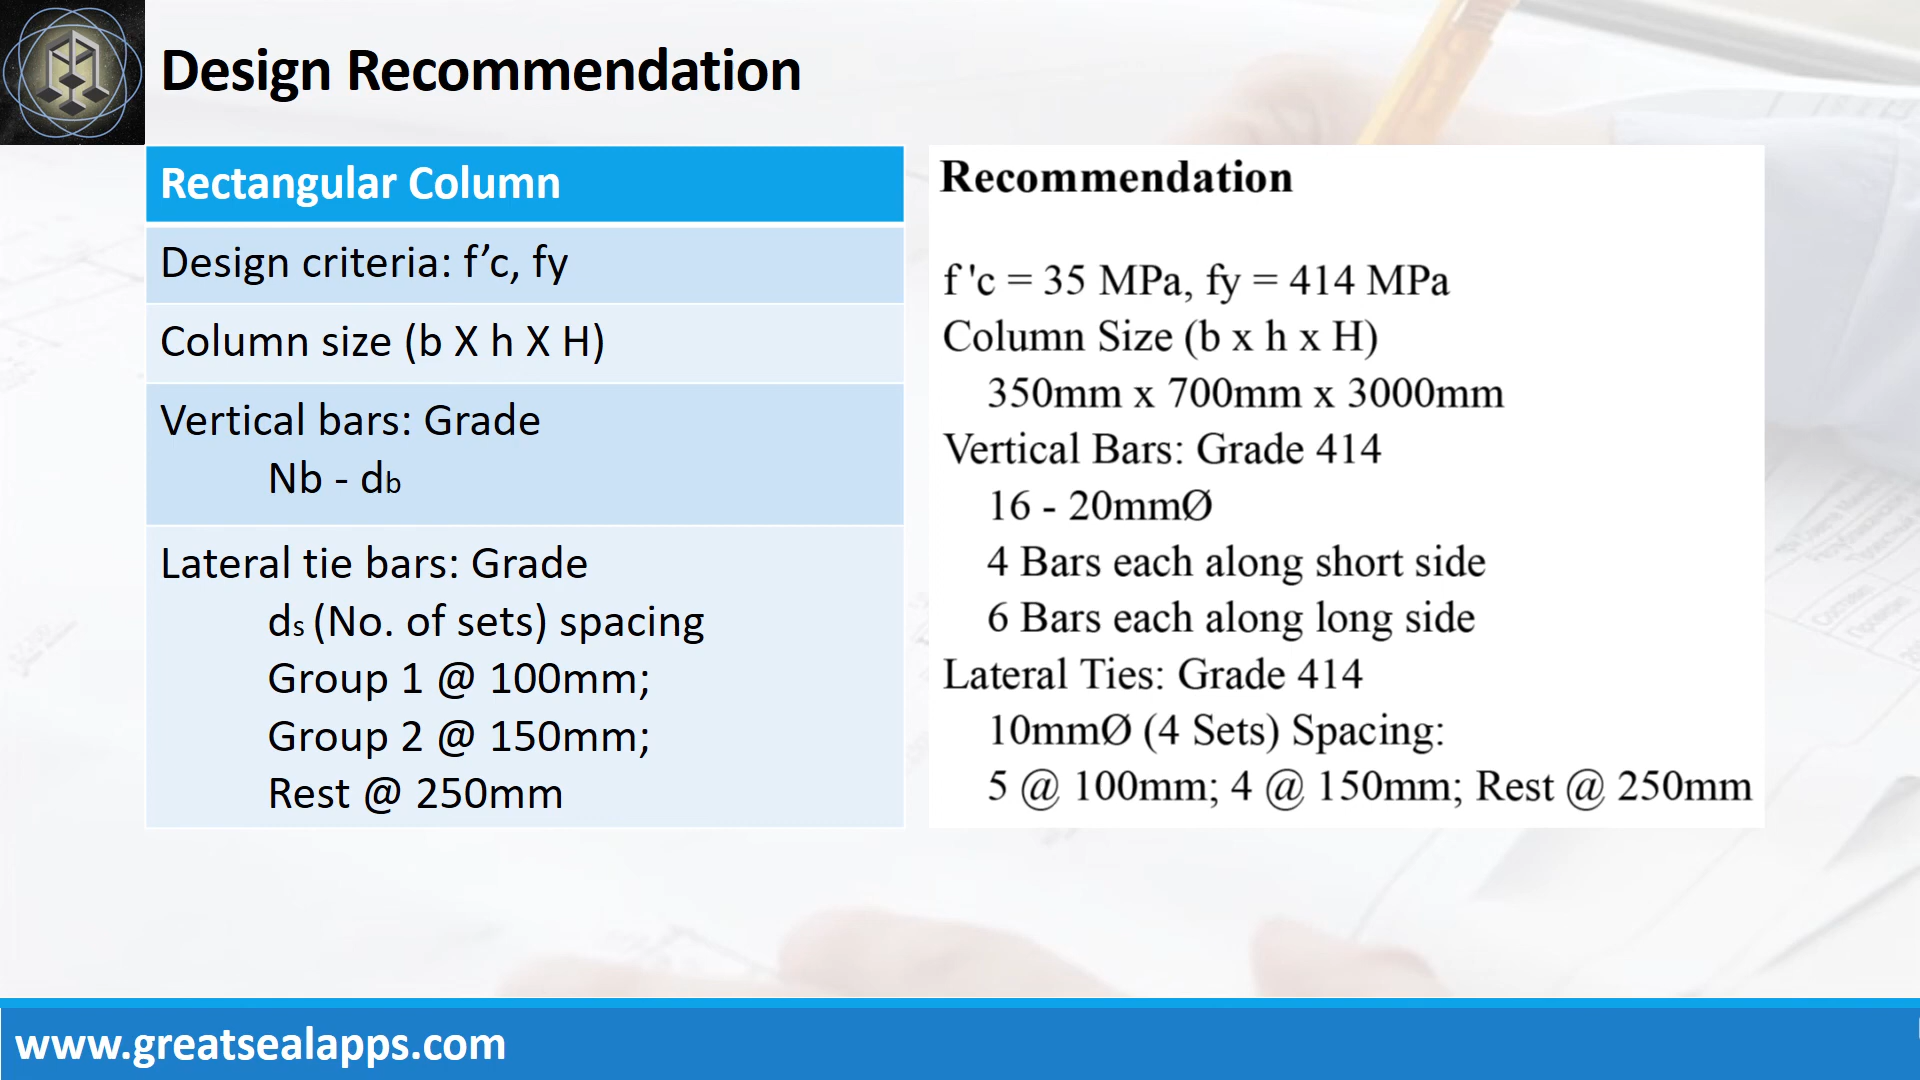 Design Recommendation
Rectangular Column
Design criteria: f’c, fy
Column size (b X h X H)
Vertical bars: Grade
Nb - db
Lateral tie bars: Grade
ds (No. of sets) spacing
Group 1 @ 100mm;
Group 2 @ 150mm;
Rest @ 250mm
Recommendation
f 'c = 35 MPa, fy = 414 MPa
Column Size (b x h x H)
350mm x 700mm x 3000mm
Vertical Bars: Grade 414
16 - 20mmØ
4 Bars each along short side
6 Bars each along long side
Lateral Ties: Grade 414
10mmØ (4 Sets) Spacing:
5 @ 100mm; 4 @ 150mm; Rest @ 250mm
www.greatsealapps.com